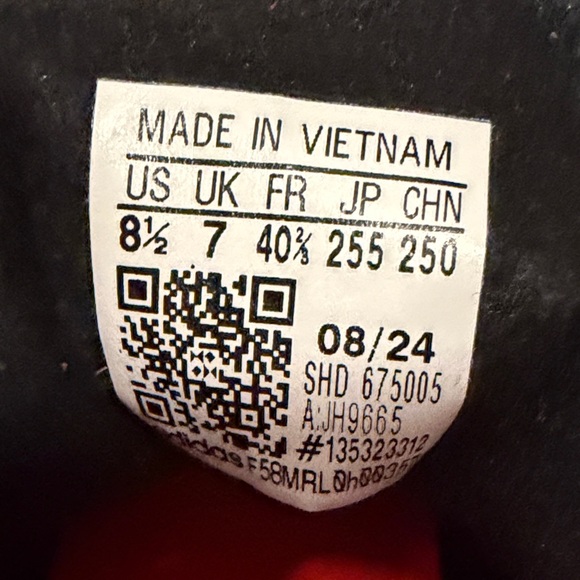 MADE IN VIETNAM
US UK FR JP CHN
8½ 7 40⅔ 255 250
08/24
SHD 675005
A:JH9665
#135323312
adidas